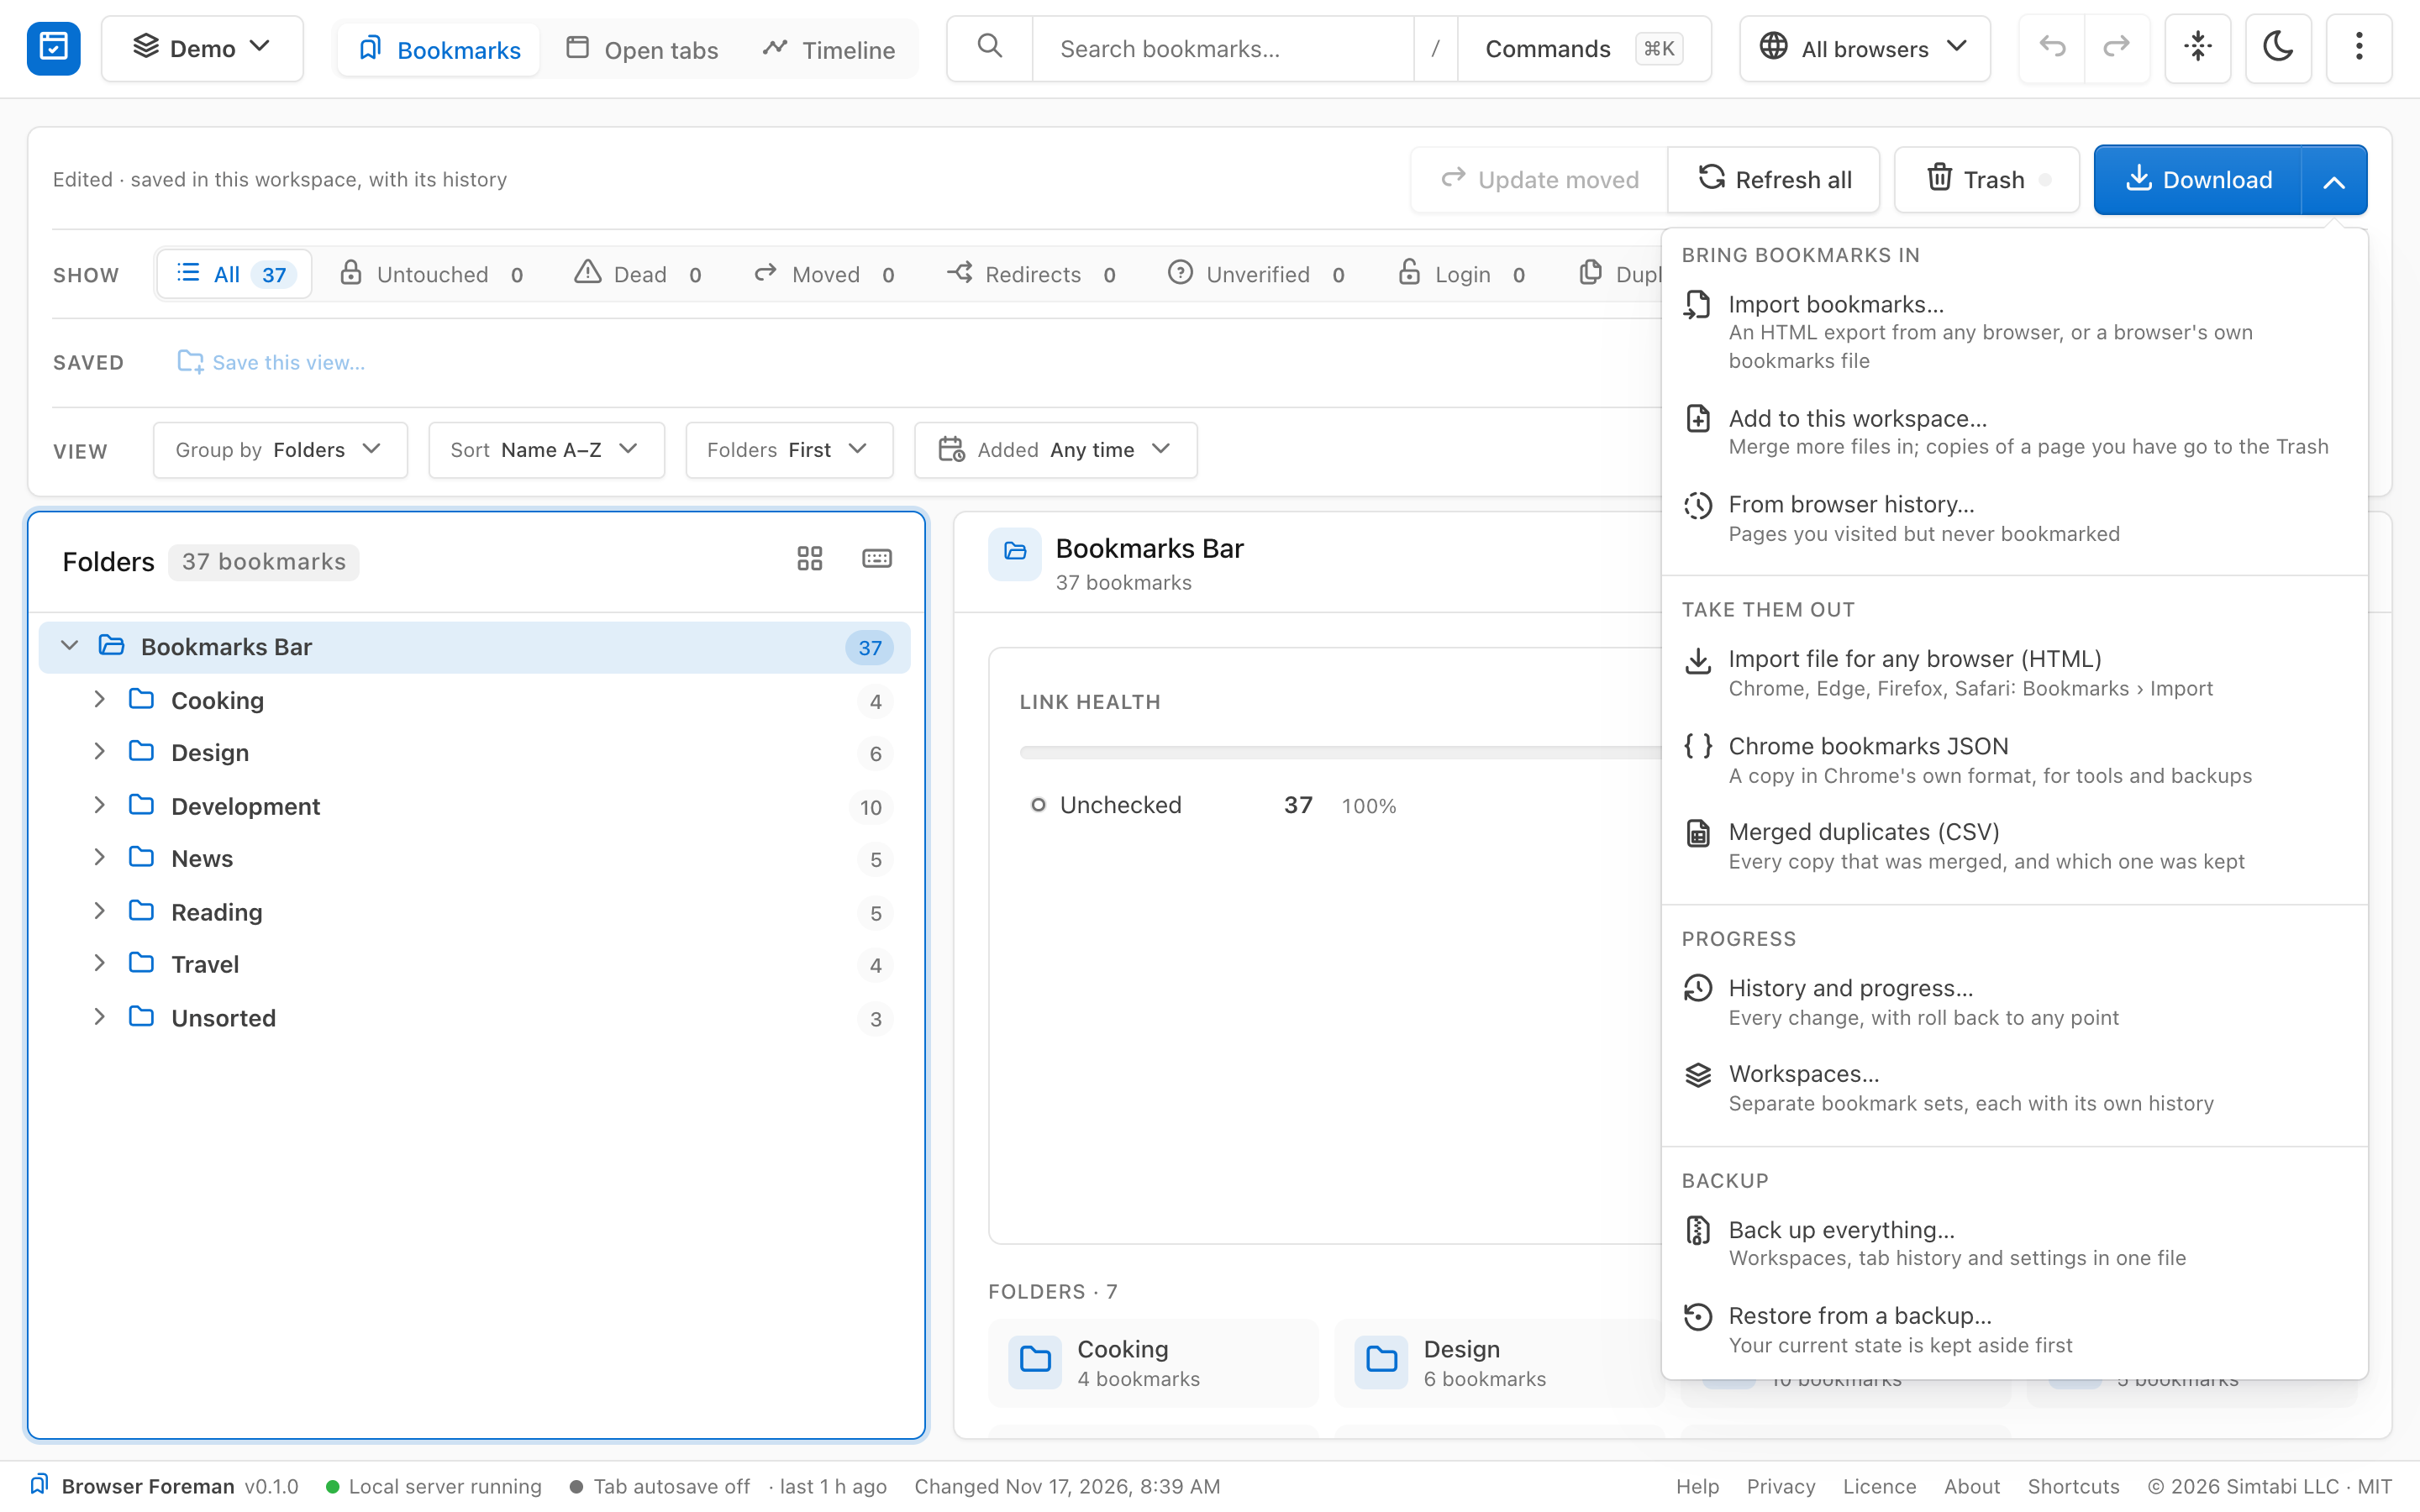 Demo
Bookmarks
Open tabs
Timeline
Search bookmarks...
/
Commands
⌘K
All browsers
Edited · saved in this workspace, with its history
Update moved
Refresh all
Trash
Download
SHOW
All 37
Untouched 0
Dead 0
Moved 0
Redirects 0
Unverified 0
Login 0
Dupl
SAVED
Save this view...
VIEW
Group by Folders
Sort Name A–Z
Folders First
Added Any time
BRING BOOKMARKS IN
Import bookmarks...
An HTML export from any browser, or a browser's own
bookmarks file
Add to this workspace...
Merge more files in; copies of a page you have go to the Trash
From browser history...
Pages you visited but never bookmarked
TAKE THEM OUT
Import file for any browser (HTML)
Chrome, Edge, Firefox, Safari: Bookmarks › Import
Chrome bookmarks JSON
A copy in Chrome's own format, for tools and backups
Merged duplicates (CSV)
Every copy that was merged, and which one was kept
PROGRESS
History and progress...
Every change, with roll back to any point
Workspaces...
Separate bookmark sets, each with its own history
BACKUP
Back up everything...
Workspaces, tab history and settings in one file
Restore from a backup...
Your current state is kept aside first
Folders 37 bookmarks
Bookmarks Bar 37
Cooking 4
Design 6
Development 10
News 5
Reading 5
Travel 4
Unsorted 3
Bookmarks Bar
37 bookmarks
LINK HEALTH
Unchecked 37 100%
FOLDERS · 7
Cooking
4 bookmarks
Design
6 bookmarks
10 bookmarks
5 bookmarks
Browser Foreman v0.1.0
Local server running
Tab autosave off · last 1 h ago
Changed Nov 17, 2026, 8:39 AM
Help
Privacy
Licence
About
Shortcuts
© 2026 Simtabi LLC · MIT